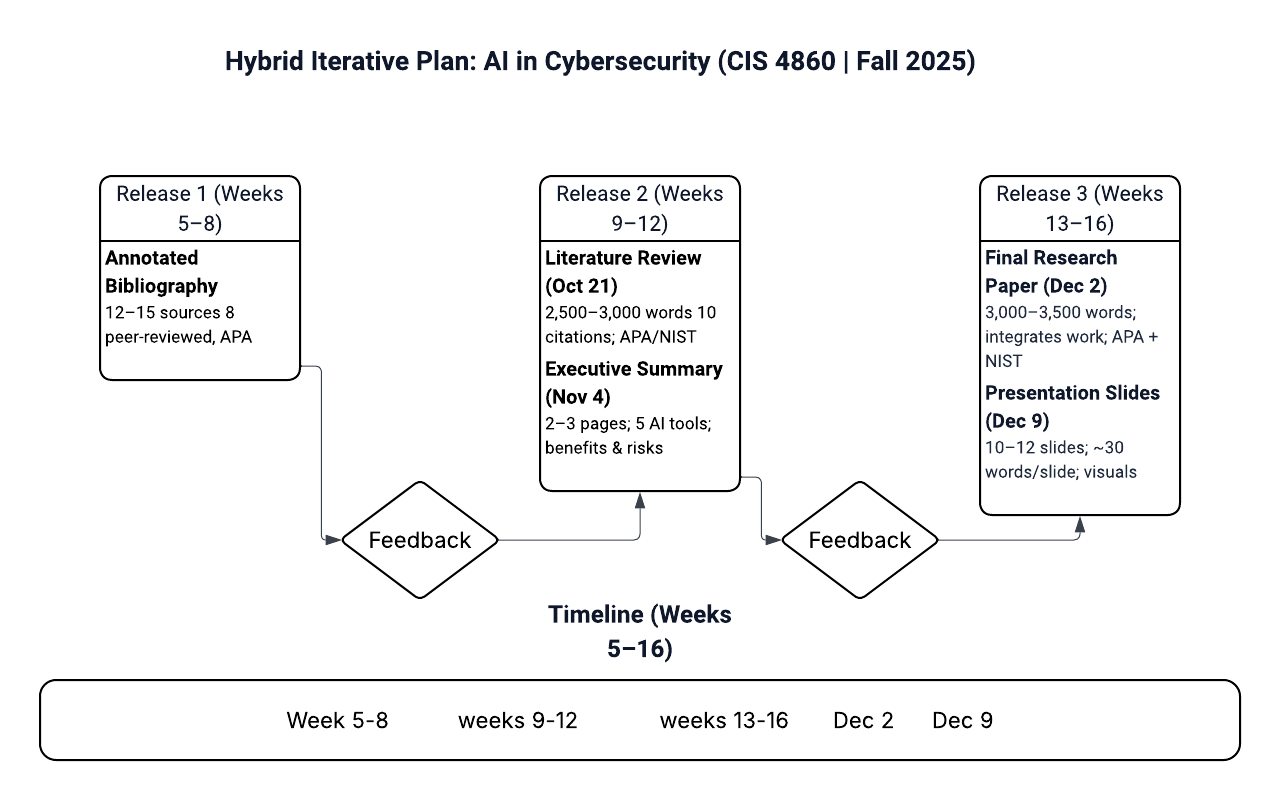 Hybrid Iterative Plan: AI in Cybersecurity (CIS 4860 | Fall 2025)
Release 1 (Weeks
5–8)
Annotated
Bibliography
12–15 sources 8
peer-reviewed, APA
Release 2 (Weeks
9–12)
Literature Review
(Oct 21)
2,500–3,000 words 10
citations; APA/NIST
Executive Summary
(Nov 4)
2–3 pages; 5 AI tools;
benefits & risks
Release 3 (Weeks
13–16)
Final Research
Paper (Dec 2)
3,000–3,500 words;
integrates work; APA +
NIST
Presentation Slides
(Dec 9)
10–12 slides; ~30
words/slide; visuals
Feedback
Feedback
Timeline (Weeks
5–16)
Week 5-8 weeks 9-12 weeks 13-16 Dec 2 Dec 9